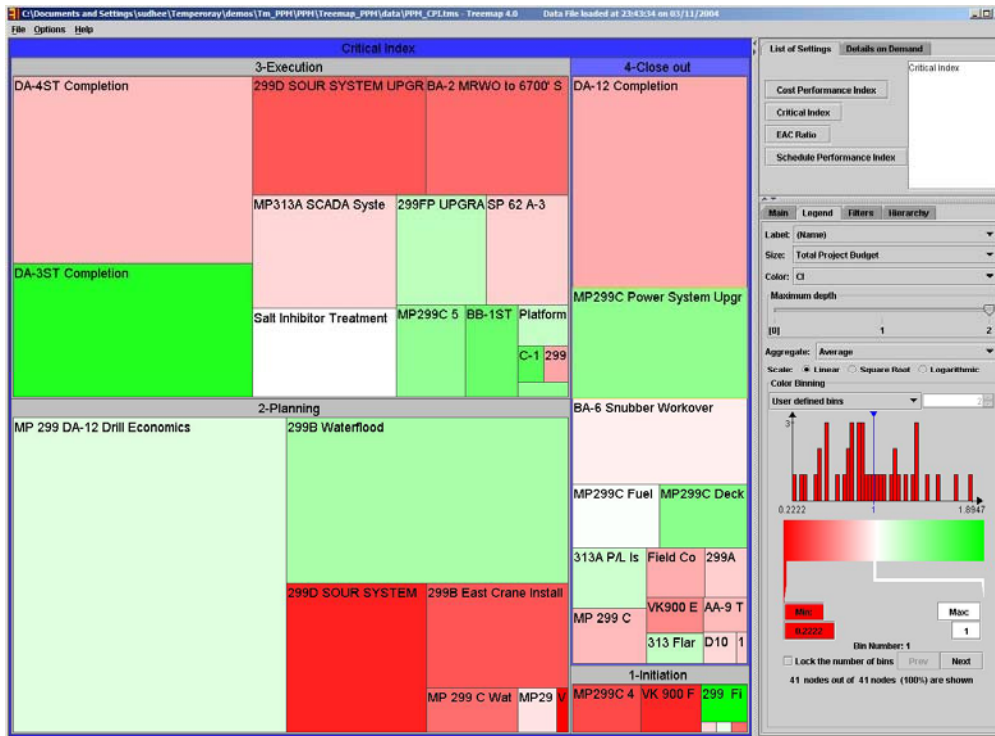 C:\Documents and Settings\sudhee\Temperoray\demos\Tm_PPM\PPM\Treemap_PPM\data\PPM_CPI.tms - Treemap 4.0 Data File loaded at 23:43:34 on 03/11/2004
File Options Help
Critical Index
3-Execution
DA-4ST Completion
299D SOUR SYSTEM UPGR
BA-2 MRWO to 6700' S
MP313A SCADA Syste
299FP UPGRA
SP 62 A-3
DA-3ST Completion
Salt Inhibitor Treatment
MP299C 5
BB-1ST
Platform
C-1
299
2-Planning
MP 299 DA-12 Drill Economics
299B Waterflood
299D SOUR SYSTEM
299B East Crane Install
MP 299 C Wat
MP29
V
4-Close out
DA-12 Completion
MP299C Power System Upgr
BA-6 Snubber Workover
MP299C Fuel
MP299C Deck
313A P/L Is
Field Co
299A
MP 299 C
VK900 E
AA-9 T
313 Flar
D10
1
1-Initiation
MP299C 4
VK 900 F
299 Fi
List of Settings
Details on Demand
Cost Performance Index
Critical Index
EAC Ratio
Schedule Performance Index
Critical Index
Main
Legend
Filters
Hierarchy
Label: (Name)
Size: Total Project Budget
Color: CI
Maximum depth
[0] 1 2
Aggregate: Average
Scale: Linear Square Root Logarithmic
Color Binning
User defined bins
3
0.2222 1 1.8947
Min: Max:
0.2222 1
Bin Number: 1
Lock the number of bins Prev Next
41 nodes out of 41 nodes (100%) are shown